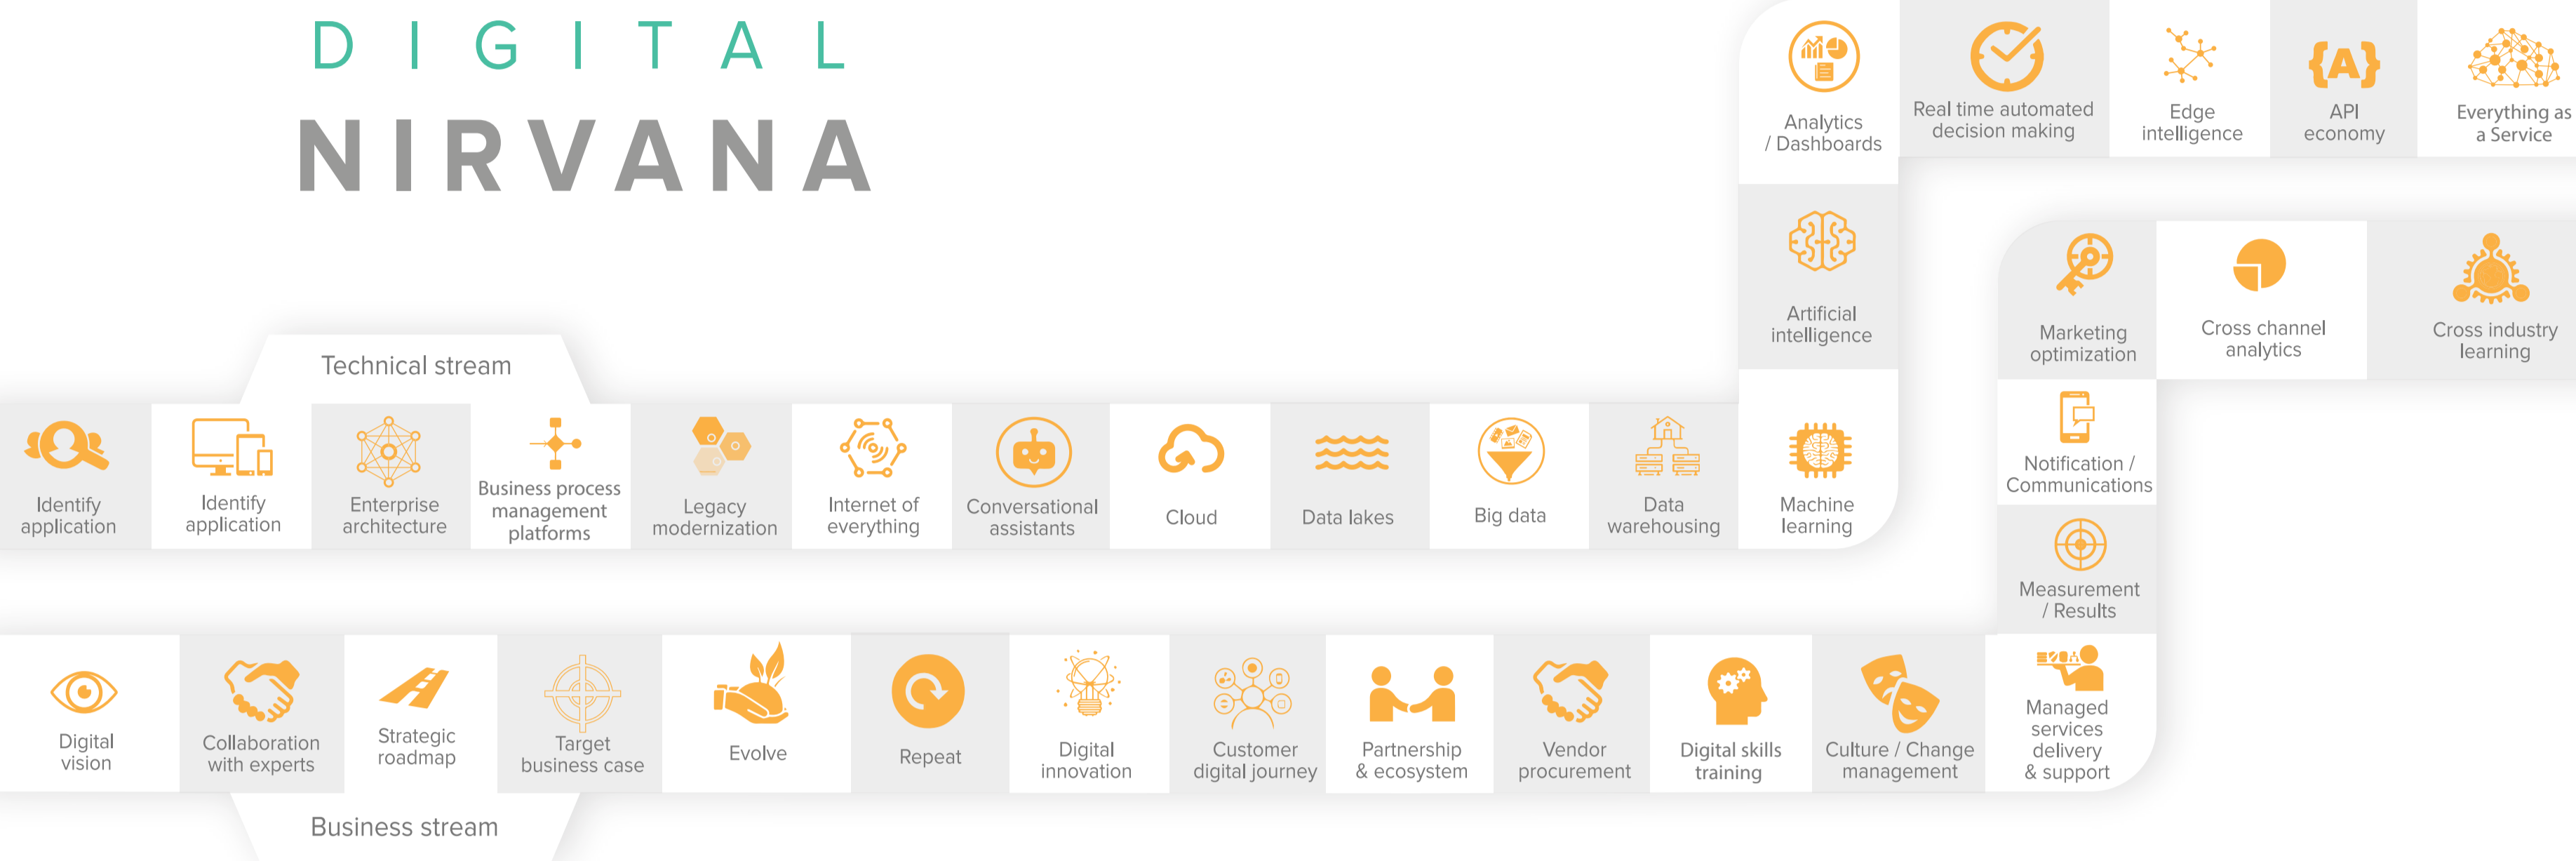 DIGITAL
NIRVANA
Technical stream
Identify
application
Identify
application
Enterprise
architecture
Business process
management
platforms
Legacy
modernization
Internet of
everything
Conversational
assistants
Cloud
Data lakes
Big data
Data
warehousing
Machine
learning
Artificial
intelligence
Analytics
/ Dashboards
Real time automated
decision making
Edge
intelligence
{A}
API
economy
Everything as
a Service
Digital
vision
Collaboration
with experts
Strategic
roadmap
Target
business case
Evolve
Repeat
Digital
innovation
Customer
digital journey
Partnership
& ecosystem
Vendor
procurement
Digital skills
training
Culture / Change
management
Managed
services
delivery
& support
Measurement
/ Results
Notification /
Communications
Marketing
optimization
Cross channel
analytics
Cross industry
learning
Business stream